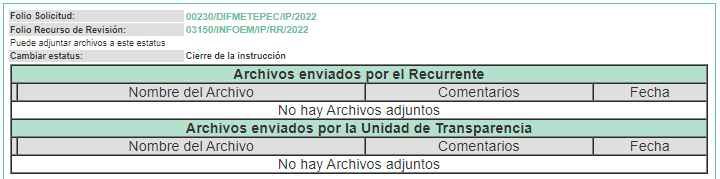 Folio Solicitud: 00230/DIFMETEPEC/IP/2022
Folio Recurso de Revisión: 03150/INFOEM/IP/RR/2022
Puede adjuntar archivos a este estatus
Cambiar estatus: Cierre de la instrucción
Archivos enviados por el Recurrente
Nombre del Archivo Comentarios Fecha
No hay Archivos adjuntos
Archivos enviados por la Unidad de Transparencia
Nombre del Archivo Comentarios Fecha
No hay Archivos adjuntos